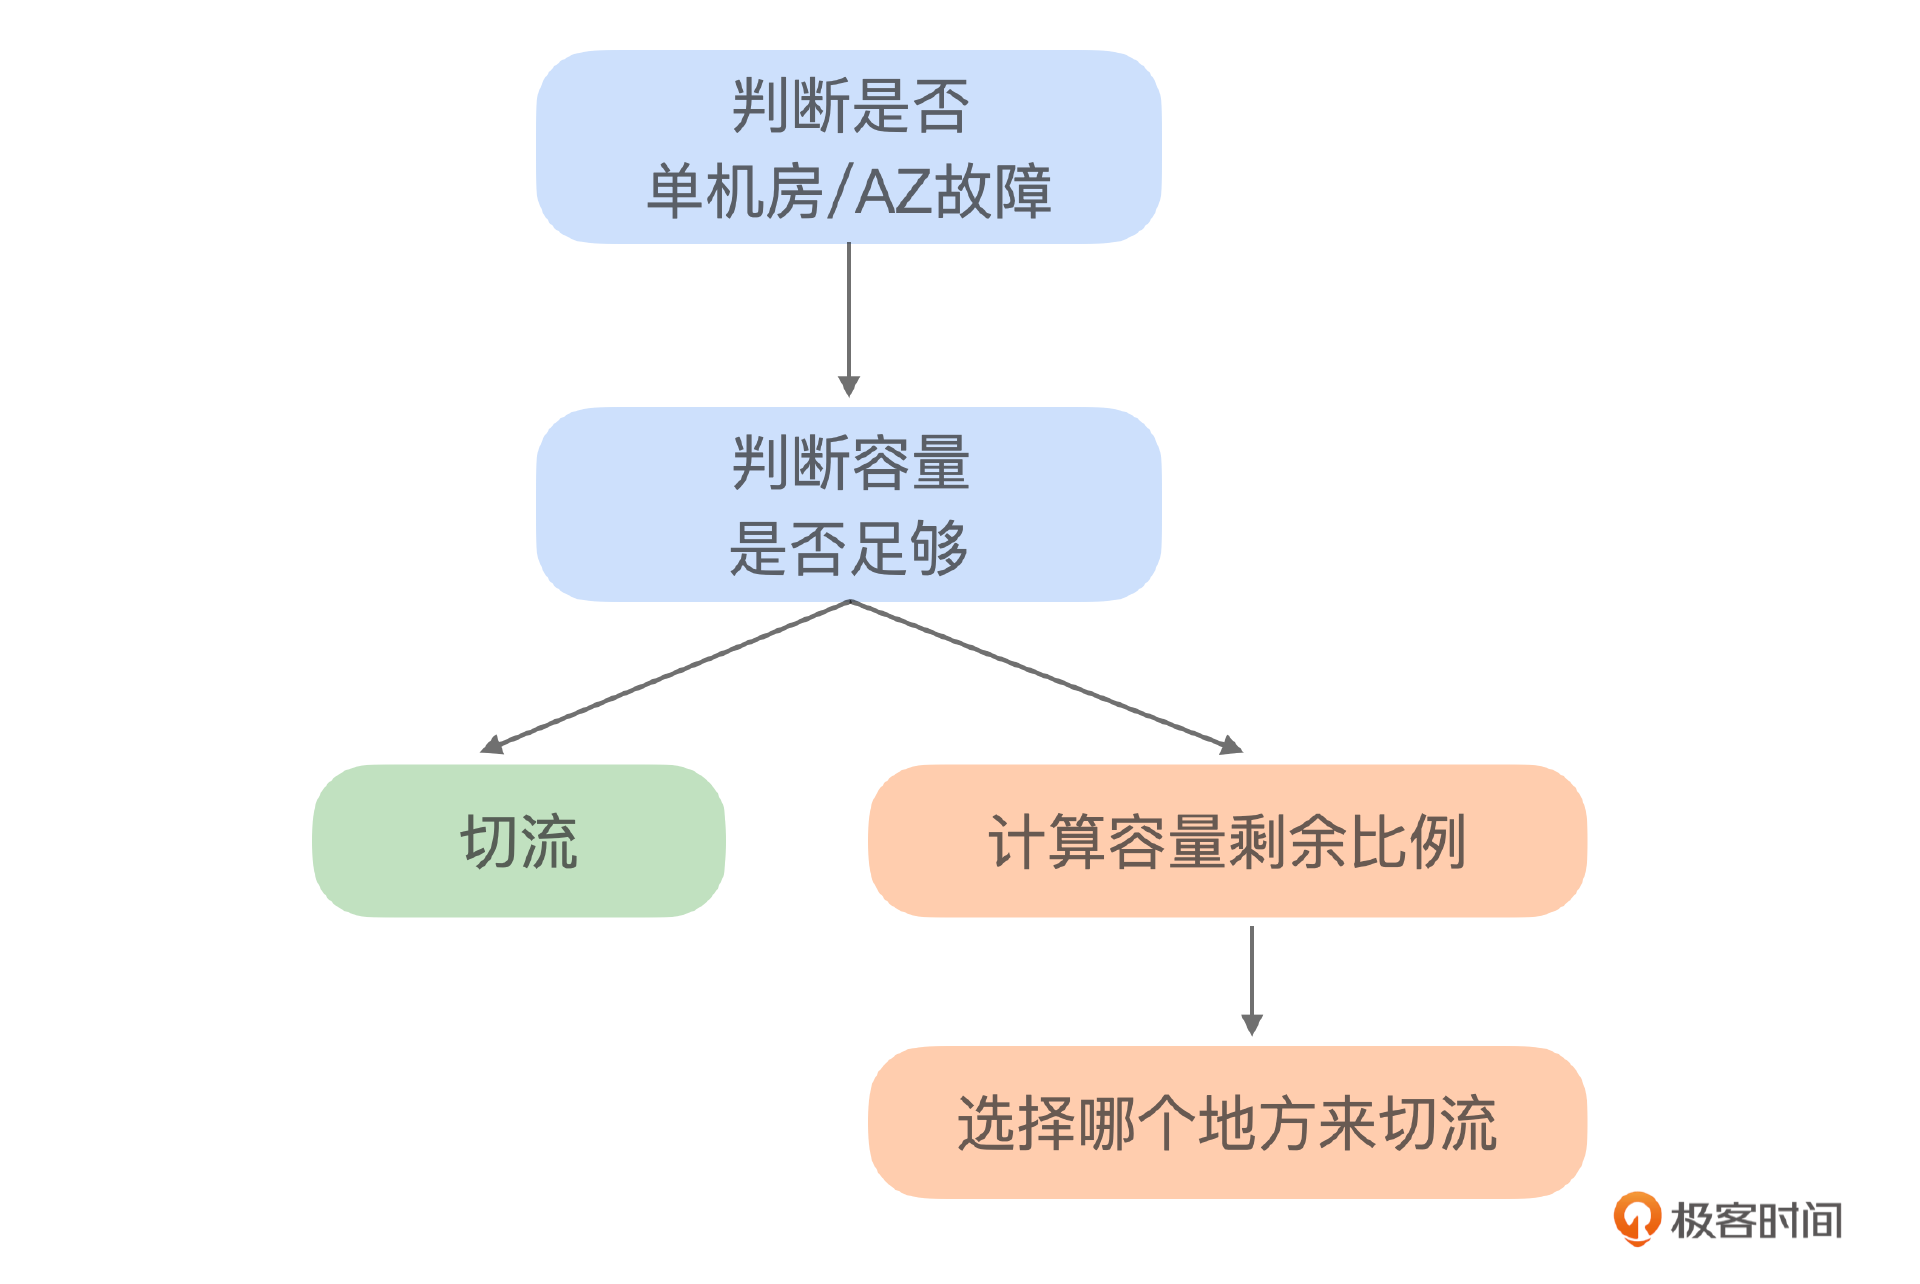 判断是否
单机房/AZ故障
判断容量
是否足够
切流
计算容量剩余比例
选择哪个地方来切流
极客时间